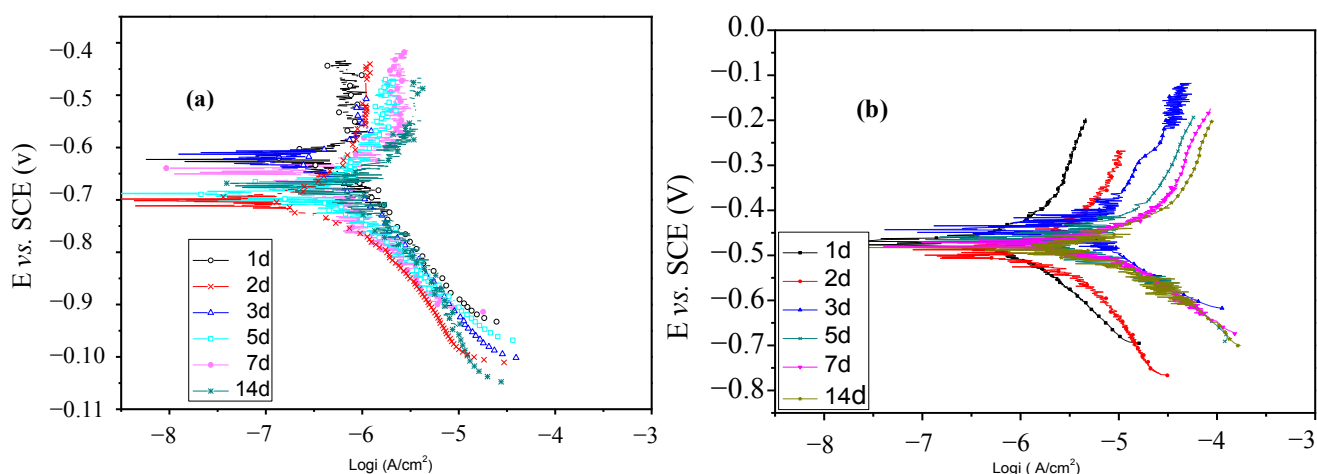 (a)
E vs. SCE (v)
−0.4
−0.5
−0.6
−0.7
−0.8
−0.9
−0.10
−0.11
1d
2d
3d
5d
7d
14d
−8
−7
−6
−5
−4
−3
Logi (A/cm²)
(b)
E vs. SCE (V)
0.0
−0.1
−0.2
−0.3
−0.4
−0.5
−0.6
−0.7
−0.8
1d
2d
3d
5d
7d
14d
−8
−6
−5
−4
−3
Logi ( A/cm²)